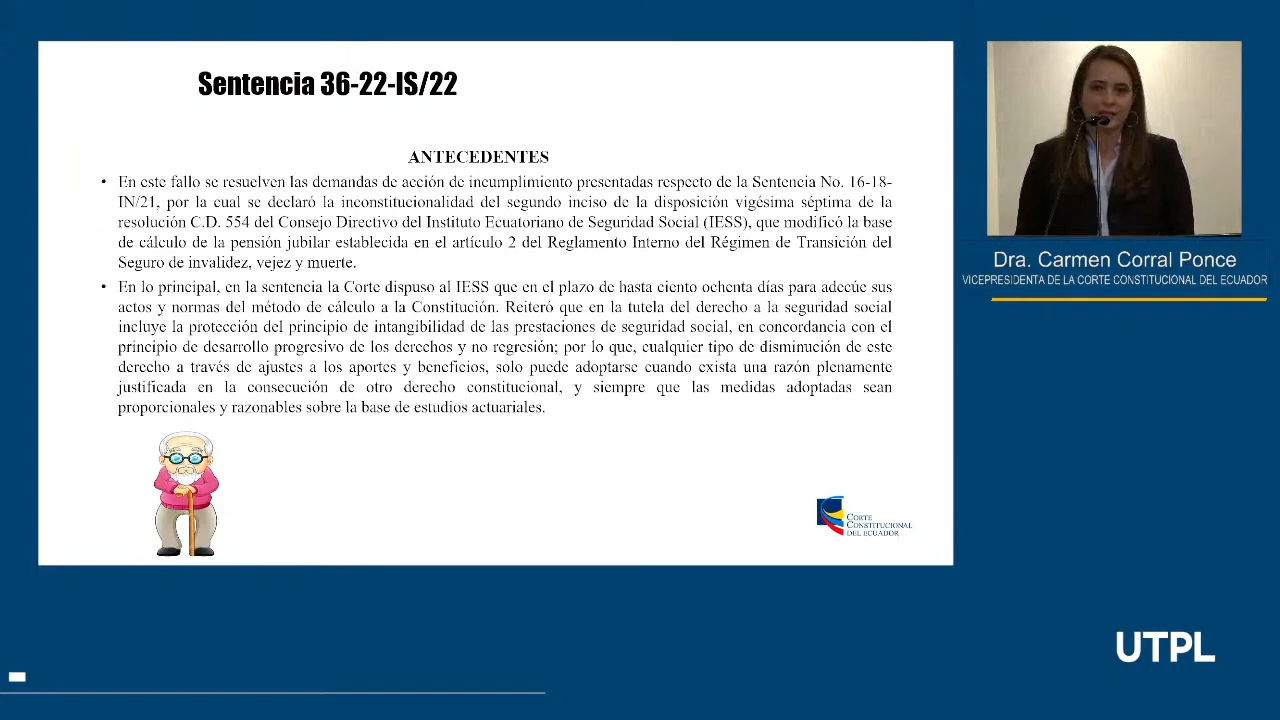 Sentencia 36-22-IS/22
ANTECEDENTES
• En este fallo se resuelven las demandas de acción de incumplimiento presentadas respecto de la Sentencia No. 16-18-
IN/21, por la cual se declaró la inconstitucionalidad del segundo inciso de la disposición vigésima séptima de la
resolución C.D. 554 del Consejo Directivo del Instituto Ecuatoriano de Seguridad Social (IESS), que modificó la base
de cálculo de la pensión jubilar establecida en el artículo 2 del Reglamento Interno del Régimen de Transición del
Seguro de invalidez, vejez y muerte.
• En lo principal, en la sentencia la Corte dispuso al IESS que en el plazo de hasta ciento ochenta días para adecúe sus
actos y normas del método de cálculo a la Constitución. Reiteró que en la tutela del derecho a la seguridad social
incluye la protección del principio de intangibilidad de las prestaciones de seguridad social, en concordancia con el
principio de desarrollo progresivo de los derechos y no regresión; por lo que, cualquier tipo de disminución de este
derecho a través de ajustes a los aportes y beneficios, solo puede adoptarse cuando exista una razón plenamente
justificada en la consecución de otro derecho constitucional, y siempre que las medidas adoptadas sean
proporcionales y razonables sobre la base de estudios actuariales.
CORTE
CONSTITUCIONAL
DEL ECUADOR
Dra. Carmen Corral Ponce
VICEPRESIDENTA DE LA CORTE CONSTITUCIONAL DEL ECUADOR
UTPL